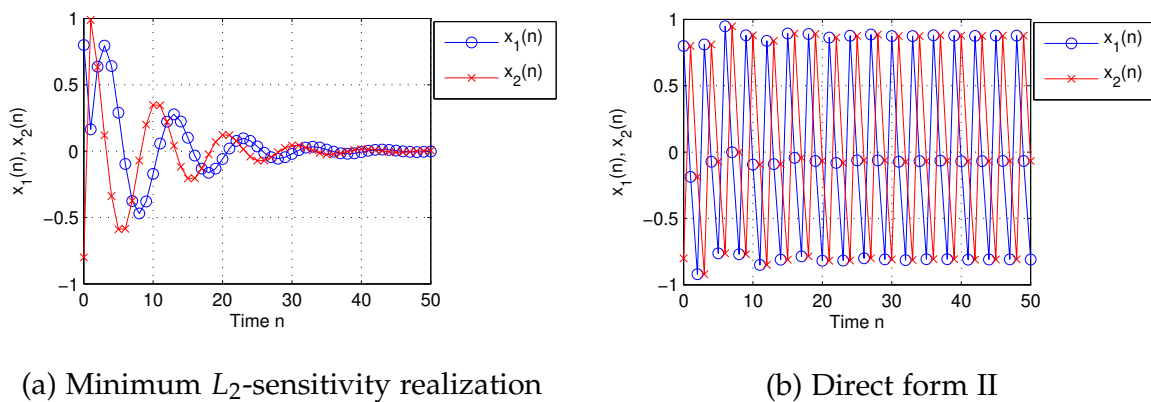 1
0.5
0
−0.5
−1
x₁(n), x₂(n)
0 10 20 30 40 50
Time n
x₁(n)
x₂(n)
(a) Minimum L₂-sensitivity realization
1
0.5
0
−0.5
−1
x₁(n), x₂(n)
0 10 20 30 40 50
Time n
x₁(n)
x₂(n)
(b) Direct form II